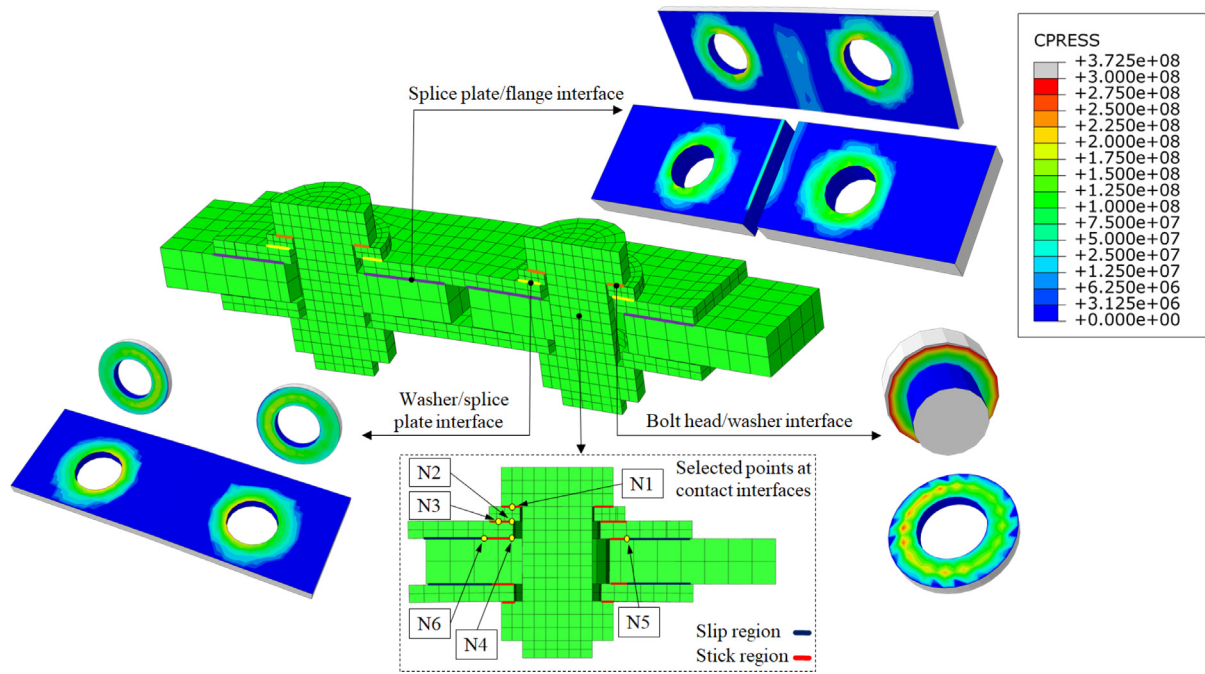 CPRESS
+3.725e+08
+3.000e+08
+2.750e+08
+2.500e+08
+2.250e+08
+2.000e+08
+1.750e+08
+1.500e+08
+1.250e+08
+1.000e+08
+7.500e+07
+5.000e+07
+2.500e+07
+1.250e+07
+6.250e+06
+3.125e+06
+0.000e+00
Splice plate/flange interface
Washer/splice
plate interface
Bolt head/washer interface
Selected points at
contact interfaces
N1
N2
N3
N6
N4
N5
Slip region
Stick region